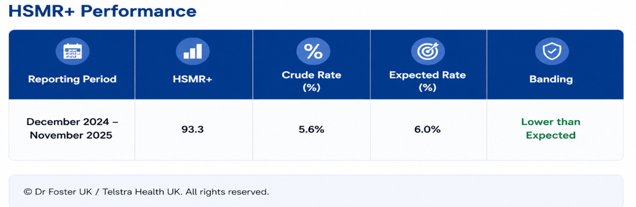 HSMR+ Performance
Reporting Period
HSMR+
Crude Rate
(%)
Expected Rate
(%)
Banding
December 2024 –
November 2025
93.3
5.6%
6.0%
Lower than
Expected
© Dr Foster UK / Telstra Health UK. All rights reserved.